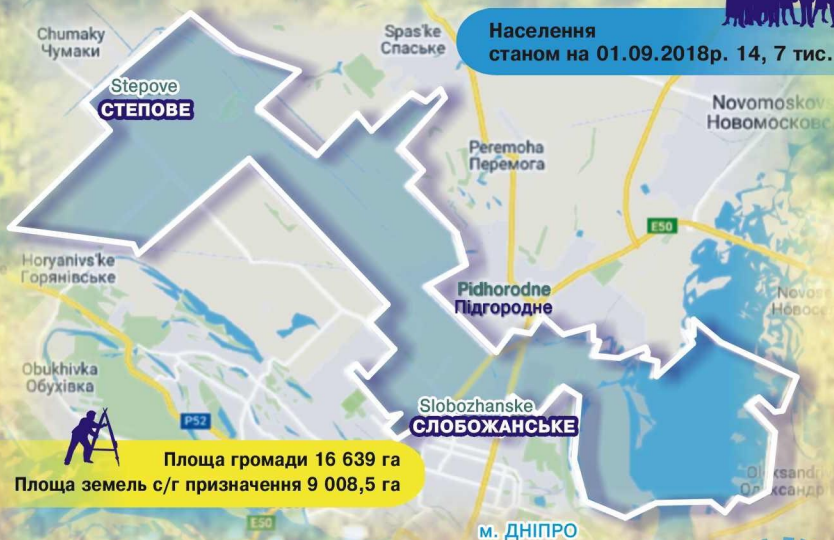 Населення
станом на 01.09.2018р. 14, 7 тис.
Chumaky
Чумаки
Spas'ke
Спаське
Stepove
СТЕПОВЕ
Novomoskov
Новомосковс
Peremoha
Перемога
E50
Horyanivs'ke
Горянівське
Pidhorodne
Підгородне
Obukhivka
Обухівка
P52
Slobozhanske
СЛОБОЖАНСЬКЕ
Площа громади 16 639 га
Площа земель с/г призначення 9 008,5 га
E50
м. ДНІПРО